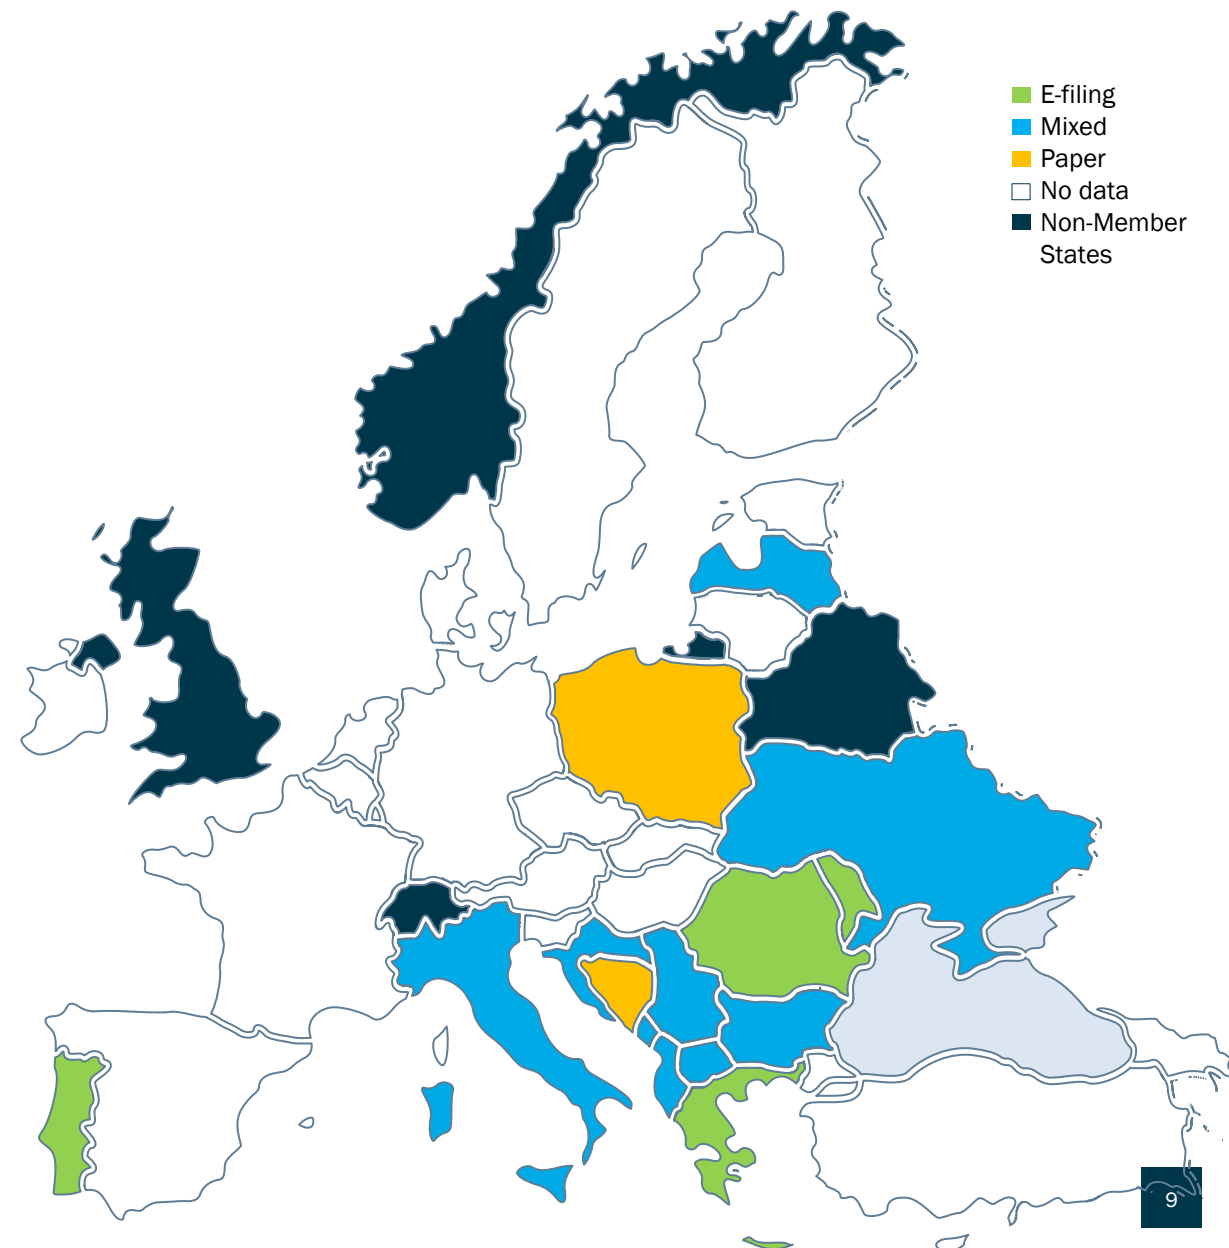 E-filing
Mixed
Paper
No data
Non-Member
States
9